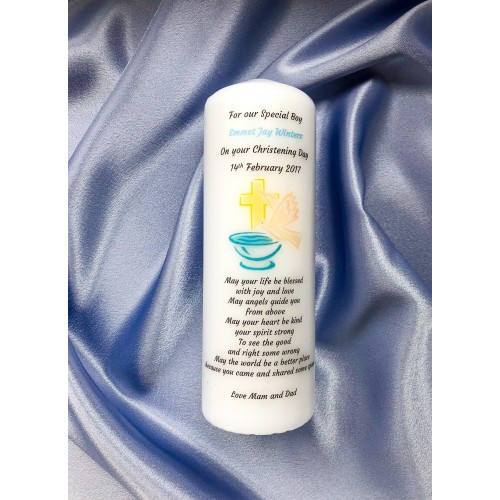 For our Special Boy
Emmet Jay Winters
On your Christening Day
14th February 2017
May your life be blessed
with joy and love
May angels guide you
from above
May your heart be kind
your spirit strong
To see the good
and right some wrong
May the world be a better place
because you came and shared some
Love Mam and Dad